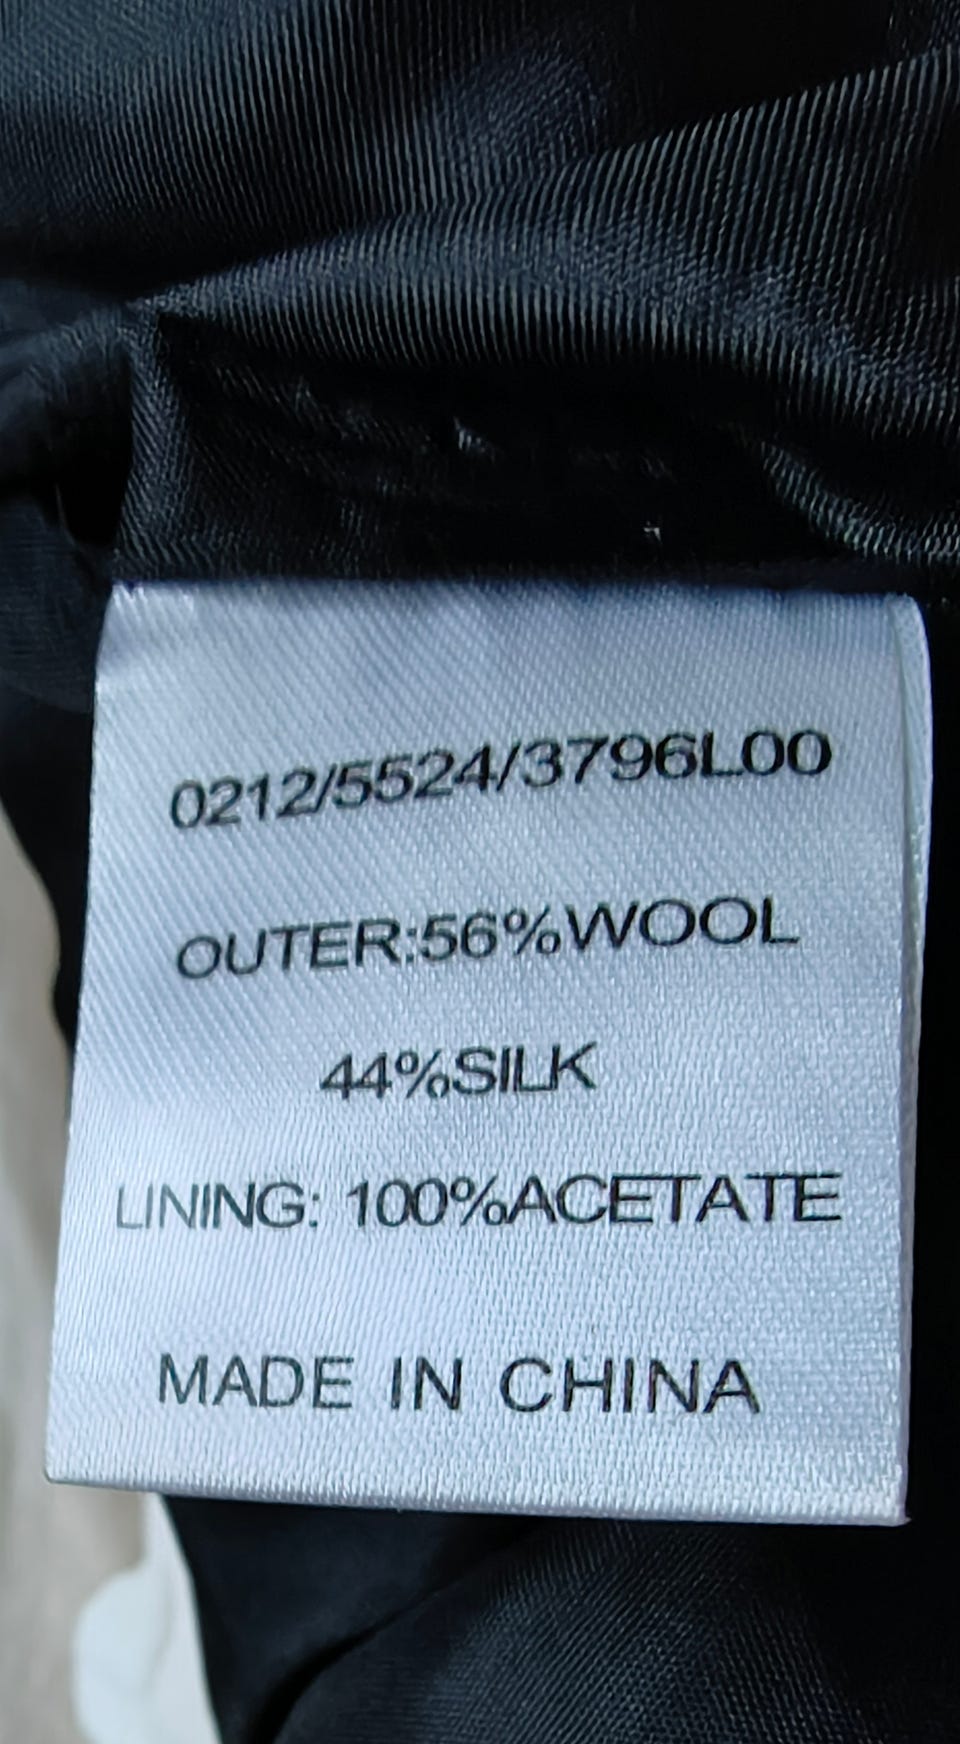 0212/5524/3796L00
OUTER:56%WOOL
44%SILK
LINING: 100%ACETATE
MADE IN CHINA